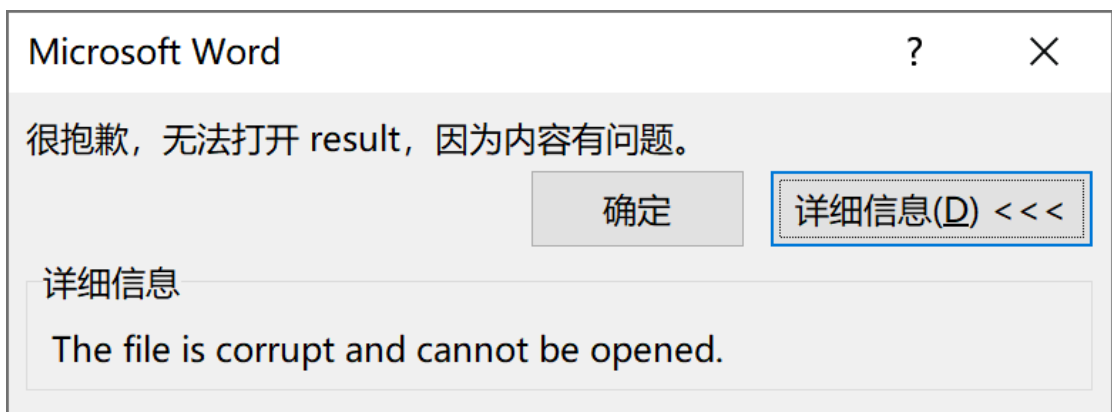 Microsoft Word
?
很抱歉，无法打开 result，因为内容有问题。
确定
详细信息(D) <<<
详细信息
The file is corrupt and cannot be opened.